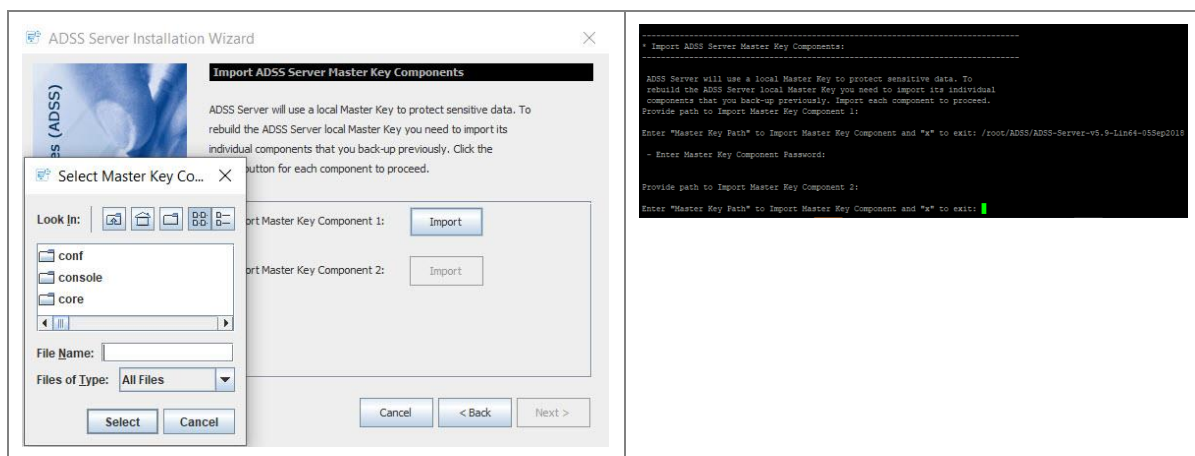 ADSS Server Installation Wizard
Import ADSS Server Master Key Components
es (ADSS)
ADSS Server will use a local Master Key to protect sensitive data. To
rebuild the ADSS Server local Master Key you need to import its
individual components that you back-up previously. Click the
utton for each component to proceed.
ort Master Key Component 1:
Import
ort Master Key Component 2:
Import
Cancel
< Back
Next >
Select Master Key Co...
Look In:
conf
console
core
File Name:
Files of Type:
All Files
Select
Cancel
--------------------------------------------------------------------------------
* Import ADSS Server Master Key Components:
--------------------------------------------------------------------------------
ADSS Server will use a local Master Key to protect sensitive data. To
rebuild the ADSS Server local Master Key you need to import its individual
components that you back-up previously. Import each component to proceed.
Provide path to Import Master Key Component 1:
Enter "Master Key Path" to Import Master Key Component and "x" to exit: /root/ADSS/ADSS-Server-v5.9-Lin64-05Sep2018
- Enter Master Key Component Password:
Provide path to Import Master Key Component 2:
Enter "Master Key Path" to Import Master Key Component and "x" to exit: